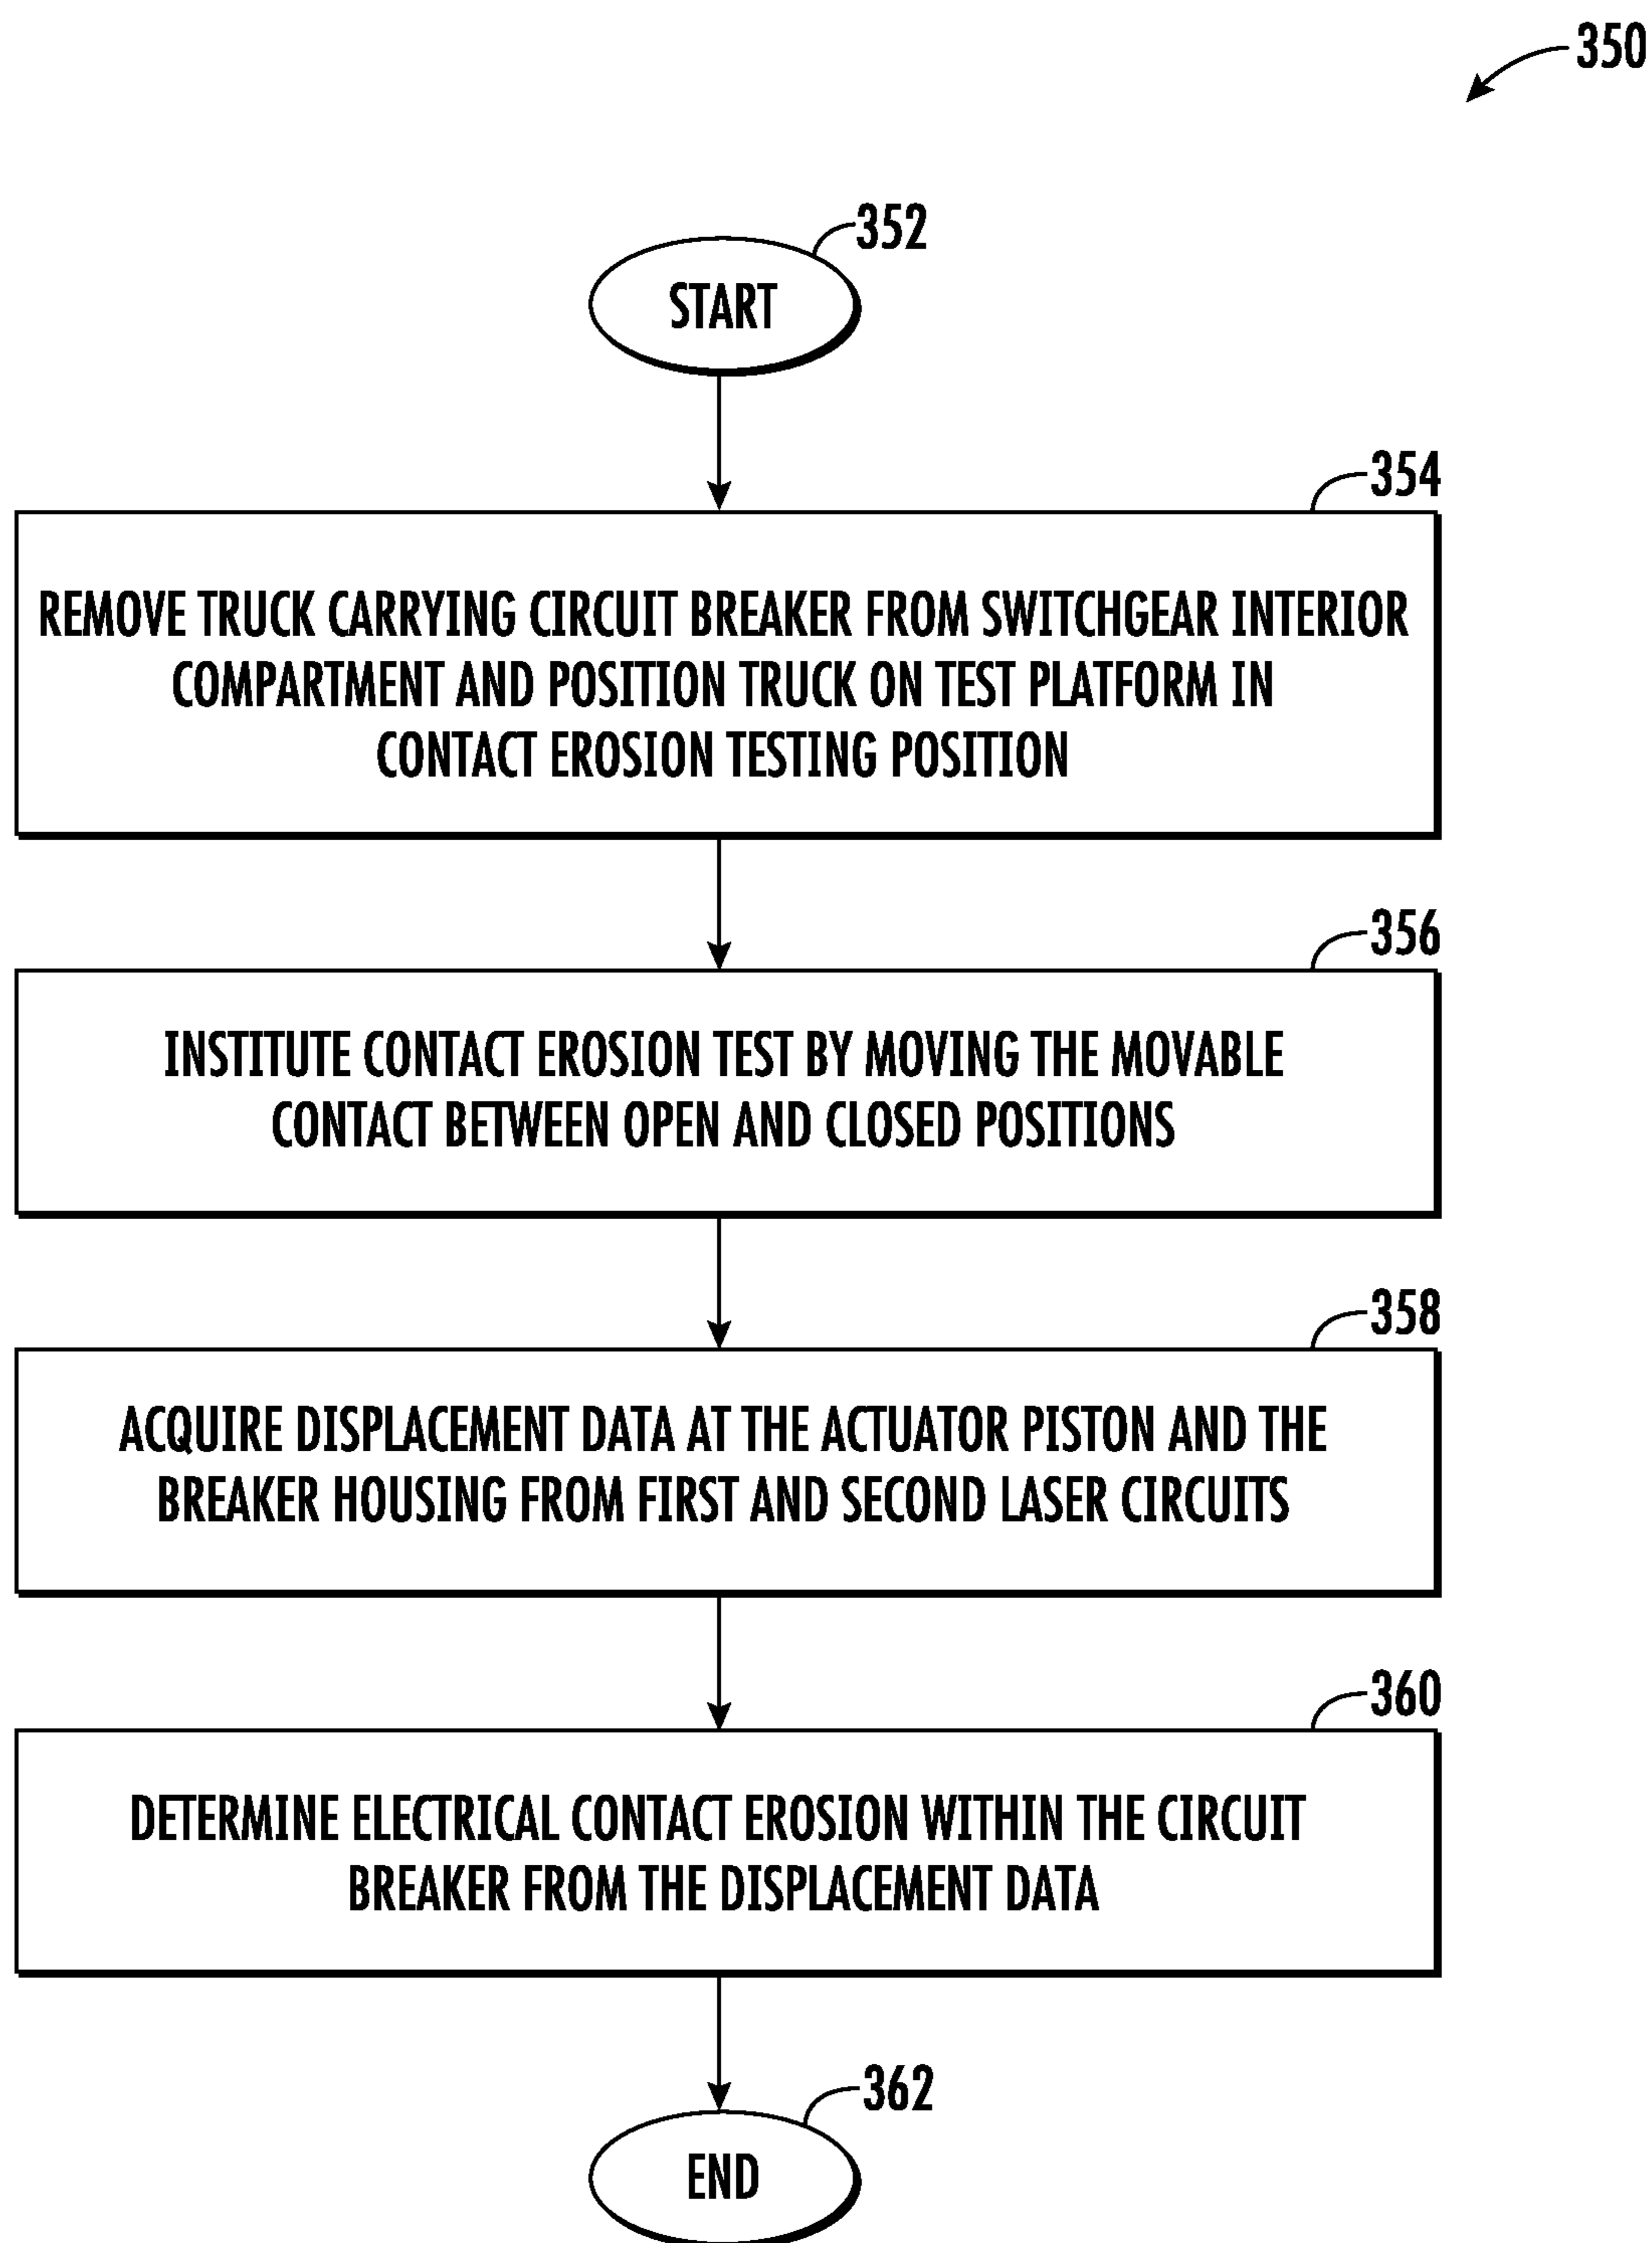 350
352
START
354
REMOVE TRUCK CARRYING CIRCUIT BREAKER FROM SWITCHGEAR INTERIOR
COMPARTMENT AND POSITION TRUCK ON TEST PLATFORM IN
CONTACT EROSION TESTING POSITION
356
INSTITUTE CONTACT EROSION TEST BY MOVING THE MOVABLE
CONTACT BETWEEN OPEN AND CLOSED POSITIONS
358
ACQUIRE DISPLACEMENT DATA AT THE ACTUATOR PISTON AND THE
BREAKER HOUSING FROM FIRST AND SECOND LASER CIRCUITS
360
DETERMINE ELECTRICAL CONTACT EROSION WITHIN THE CIRCUIT
BREAKER FROM THE DISPLACEMENT DATA
362
END